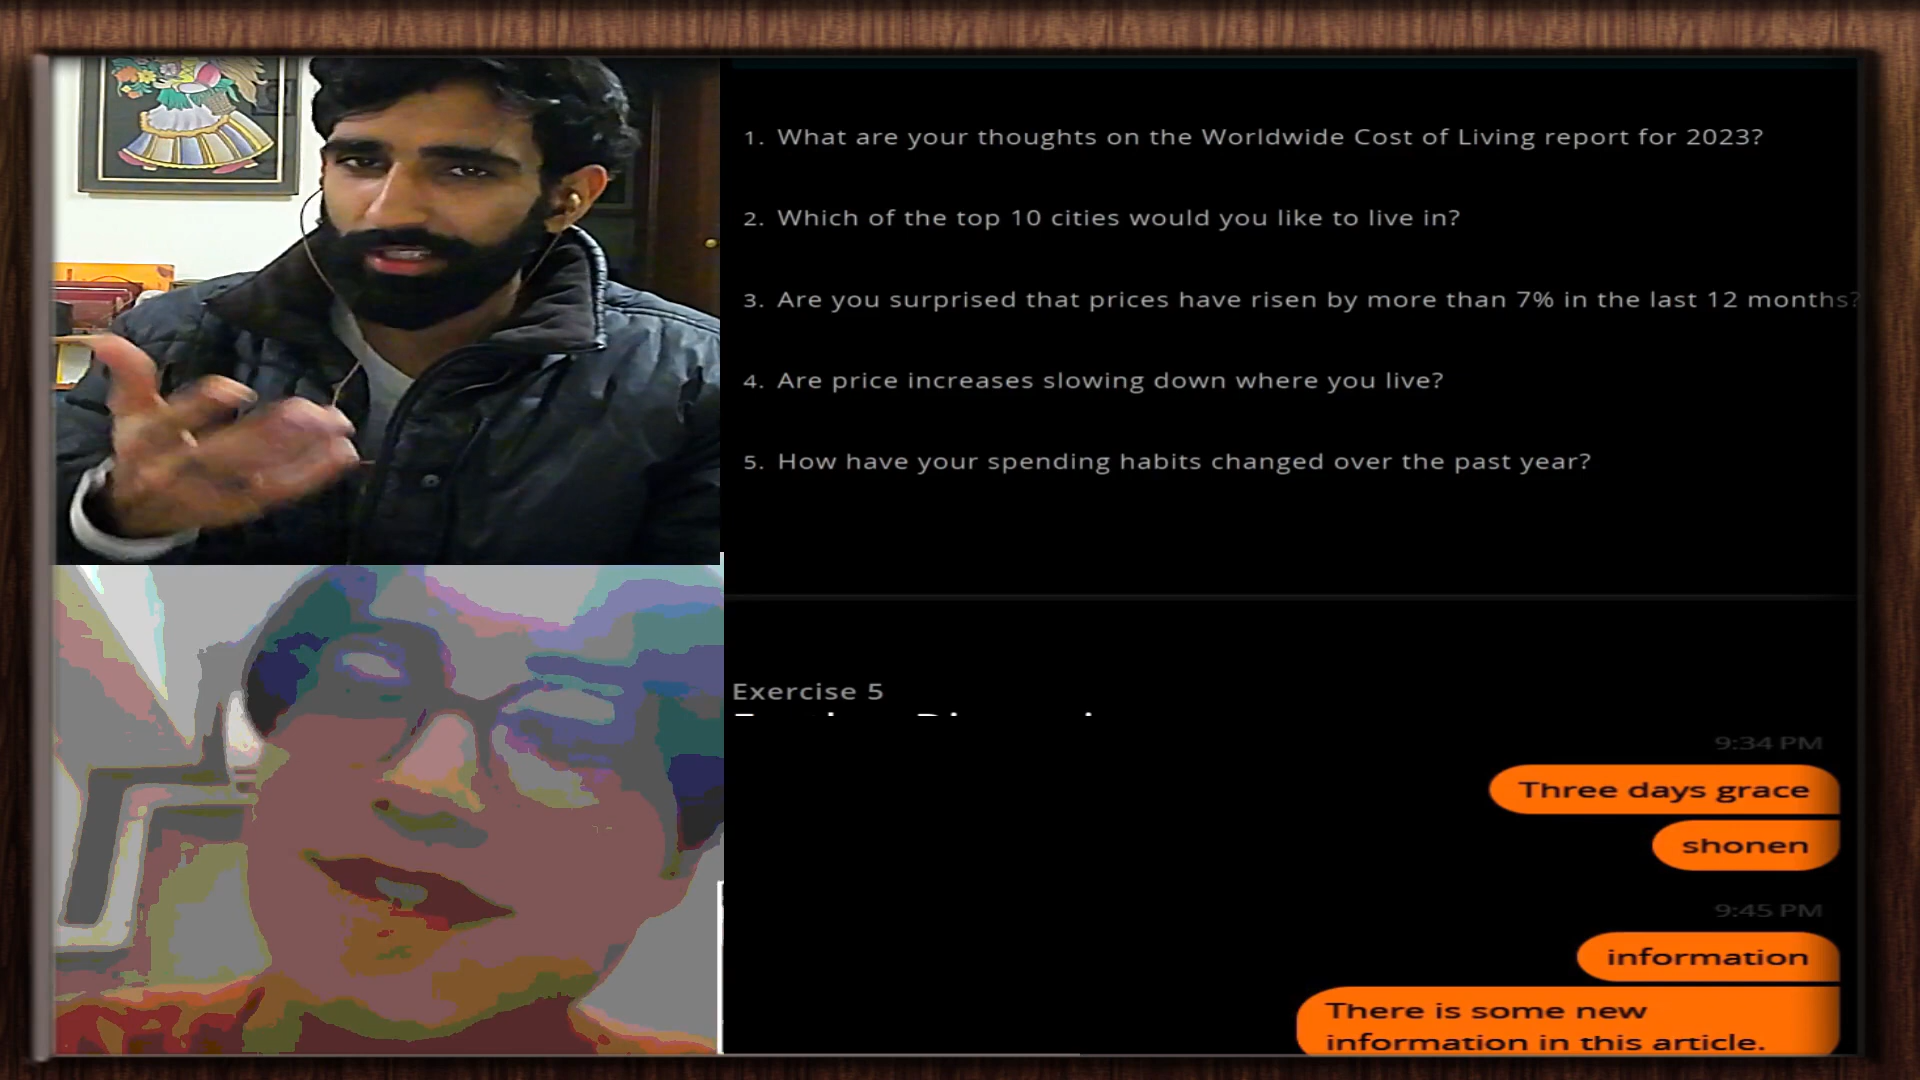 1. What are your thoughts on the Worldwide Cost of Living report for 2023?
2. Which of the top 10 cities would you like to live in?
3. Are you surprised that prices have risen by more than 7% in the last 12 months?
4. Are price increases slowing down where you live?
5. How have your spending habits changed over the past year?
Exercise 5
9:34 PM
Three days grace
shonen
9:45 PM
information
There is some new
information in this article.